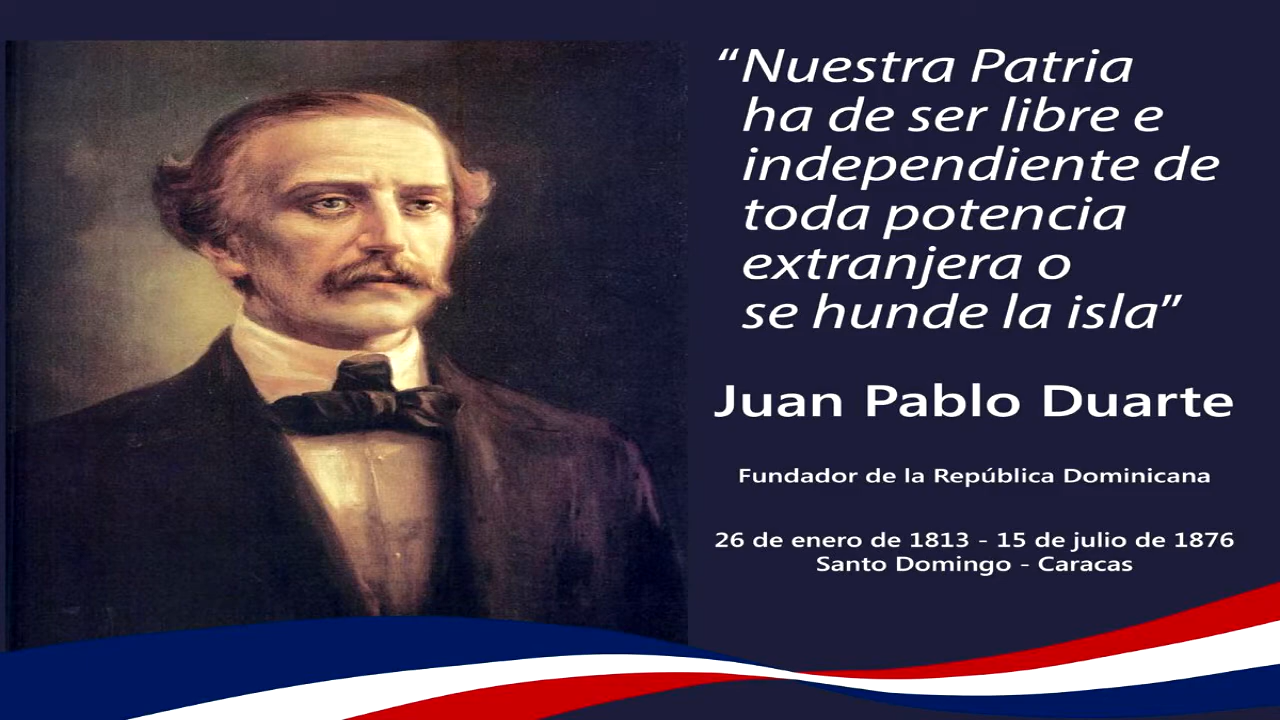 “Nuestra Patria
ha de ser libre e
independiente de
toda potencia
extranjera o
se hunde la isla”
Juan Pablo Duarte
Fundador de la República Dominicana
26 de enero de 1813 - 15 de julio de 1876
Santo Domingo - Caracas